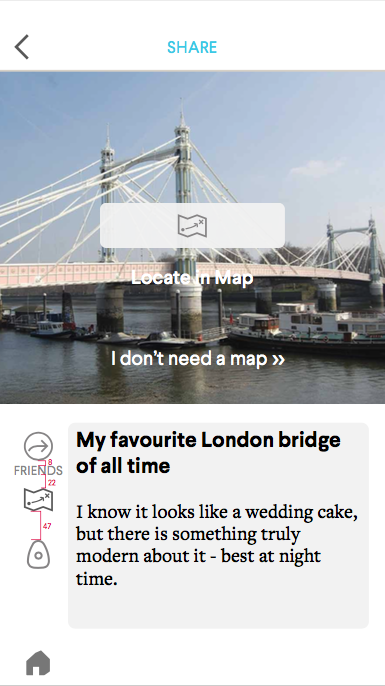 SHARE
Locate in Map
I don't need a map »
My favourite London bridge
of all time
8
FRIENDS
22
I know it looks like a wedding cake,
but there is something truly
47
modern about it - best at night
time.